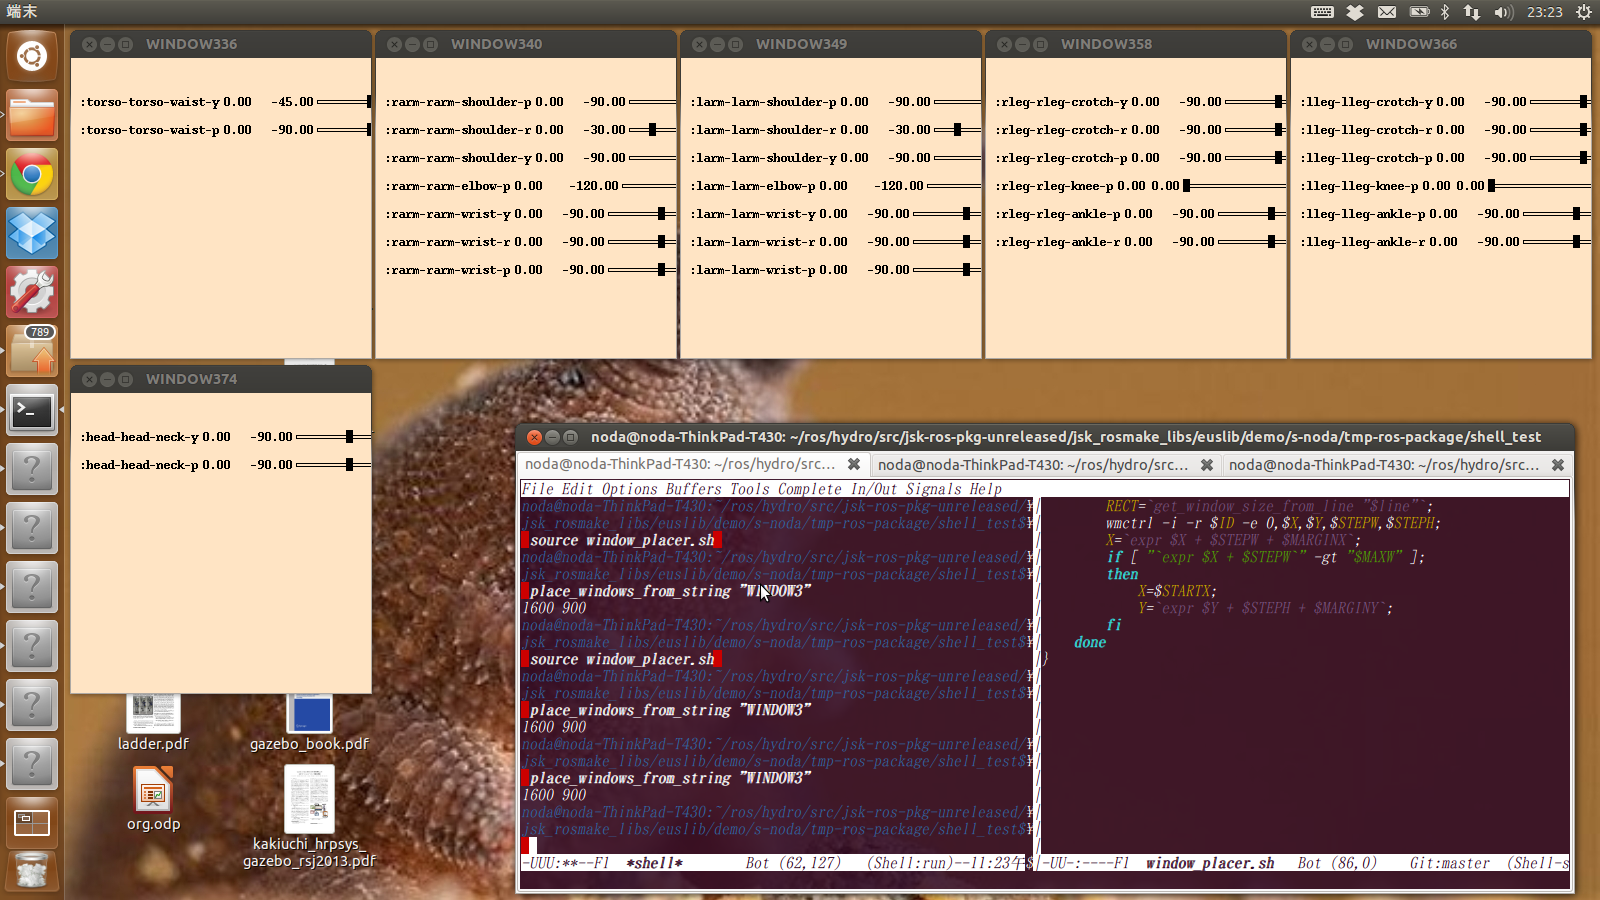 端末
23:23
WINDOW336
:torso-torso-waist-y 0.00 -45.00
:torso-torso-waist-p 0.00 -90.00
WINDOW340
:rarm-rarm-shoulder-p 0.00 -90.00
:rarm-rarm-shoulder-r 0.00 -30.00
:rarm-rarm-shoulder-y 0.00 -90.00
:rarm-rarm-elbow-p 0.00 -120.00
:rarm-rarm-wrist-y 0.00 -90.00
:rarm-rarm-wrist-r 0.00 -90.00
:rarm-rarm-wrist-p 0.00 -90.00
WINDOW349
:larm-larm-shoulder-p 0.00 -90.00
:larm-larm-shoulder-r 0.00 -30.00
:larm-larm-shoulder-y 0.00 -90.00
:larm-larm-elbow-p 0.00 -120.00
:larm-larm-wrist-y 0.00 -90.00
:larm-larm-wrist-r 0.00 -90.00
:larm-larm-wrist-p 0.00 -90.00
WINDOW358
:rleg-rleg-crotch-y 0.00 -90.00
:rleg-rleg-crotch-r 0.00 -90.00
:rleg-rleg-crotch-p 0.00 -90.00
:rleg-rleg-knee-p 0.00 0.00
:rleg-rleg-ankle-p 0.00 -90.00
:rleg-rleg-ankle-r 0.00 -90.00
WINDOW366
:lleg-lleg-crotch-y 0.00 -90.00
:lleg-lleg-crotch-r 0.00 -90.00
:lleg-lleg-crotch-p 0.00 -90.00
:lleg-lleg-knee-p 0.00 0.00
:lleg-lleg-ankle-p 0.00 -90.00
:lleg-lleg-ankle-r 0.00 -90.00
789
WINDOW374
:head-head-neck-y 0.00 -90.00
:head-head-neck-p 0.00 -90.00
ladder.pdf
gazebo_book.pdf
org.odp
kakiuchi_hrpsys_
gazebo_rsj2013.pdf
noda@noda-ThinkPad-T430: ~/ros/hydro/src/jsk-ros-pkg-unreleased/jsk_rosmake_libs/euslib/demo/s-noda/tmp-ros-package/shell_test
noda@noda-ThinkPad-T430: ~/ros/hydro/src...
noda@noda-ThinkPad-T430: ~/ros/hydro/src...
noda@noda-ThinkPad-T430: ~/ros/hydro/src...
File Edit Options Buffers Tools Complete In/Out Signals Help
noda@noda-ThinkPad-T430:~/ros/hydro/src/jsk-ros-pkg-unreleased/¥
jsk_rosmake_libs/euslib/demo/s-noda/tmp-ros-package/shell_test$¥
source window_placer.sh
noda@noda-ThinkPad-T430:~/ros/hydro/src/jsk-ros-pkg-unreleased/¥
jsk_rosmake_libs/euslib/demo/s-noda/tmp-ros-package/shell_test$¥
place_windows_from_string "WINDOW3"
1600 900
noda@noda-ThinkPad-T430:~/ros/hydro/src/jsk-ros-pkg-unreleased/¥
jsk_rosmake_libs/euslib/demo/s-noda/tmp-ros-package/shell_test$¥
source window_placer.sh
noda@noda-ThinkPad-T430:~/ros/hydro/src/jsk-ros-pkg-unreleased/¥
jsk_rosmake_libs/euslib/demo/s-noda/tmp-ros-package/shell_test$¥
place_windows_from_string "WINDOW3"
1600 900
noda@noda-ThinkPad-T430:~/ros/hydro/src/jsk-ros-pkg-unreleased/¥
jsk_rosmake_libs/euslib/demo/s-noda/tmp-ros-package/shell_test$¥
place_windows_from_string "WINDOW3"
1600 900
noda@noda-ThinkPad-T430:~/ros/hydro/src/jsk-ros-pkg-unreleased/¥
jsk_rosmake_libs/euslib/demo/s-noda/tmp-ros-package/shell_test$¥
-UUU:**--F1 *shell* Bot (62,127) (Shell:run)--11:23午$
RECT=`get_window_size_from_line "$line"`;
wmctrl -i -r $ID -e 0,$X,$Y,$STEPW,$STEPH;
X=`expr $X + $STEPW + $MARGINX`;
if [ "`expr $X + $STEPW`" -gt "$MAXW" ];
then
X=$STARTX;
Y=`expr $Y + $STEPH + $MARGINY`;
fi
done
}
-UU-:----F1 window_placer.sh Bot (86,0) Git:master (Shell-s